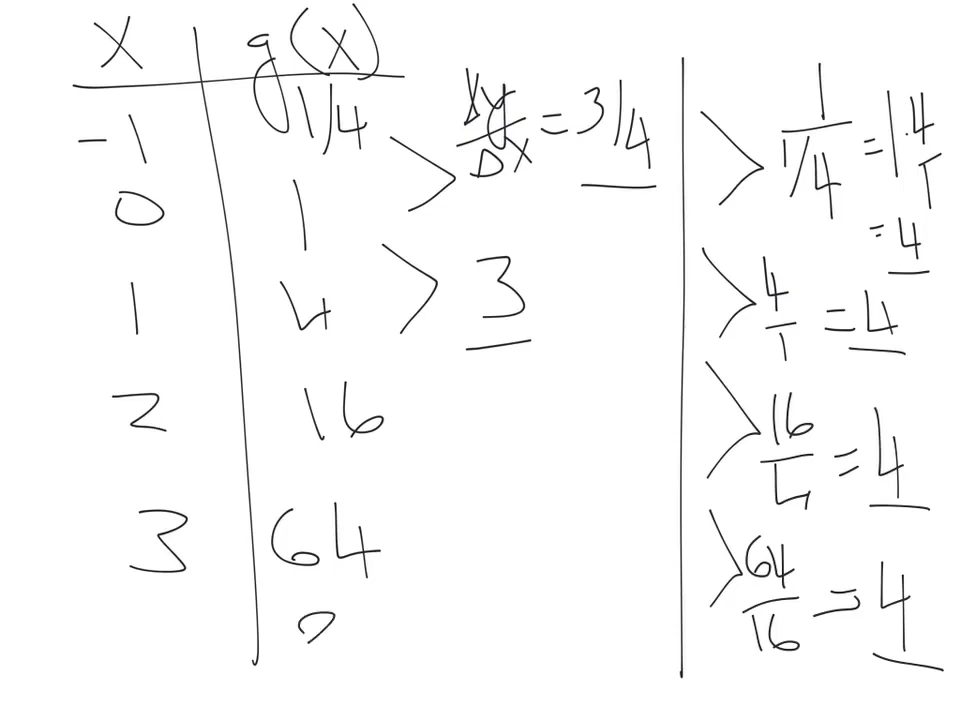 x g(x)
-1 1/4
0 1
1 4
2 16
3 64
Δy/Δx = 3/4
3
1/(1/4) = 1 · 4/1
= 4
4/1 = 4
16/4 = 4
64/16 = 4